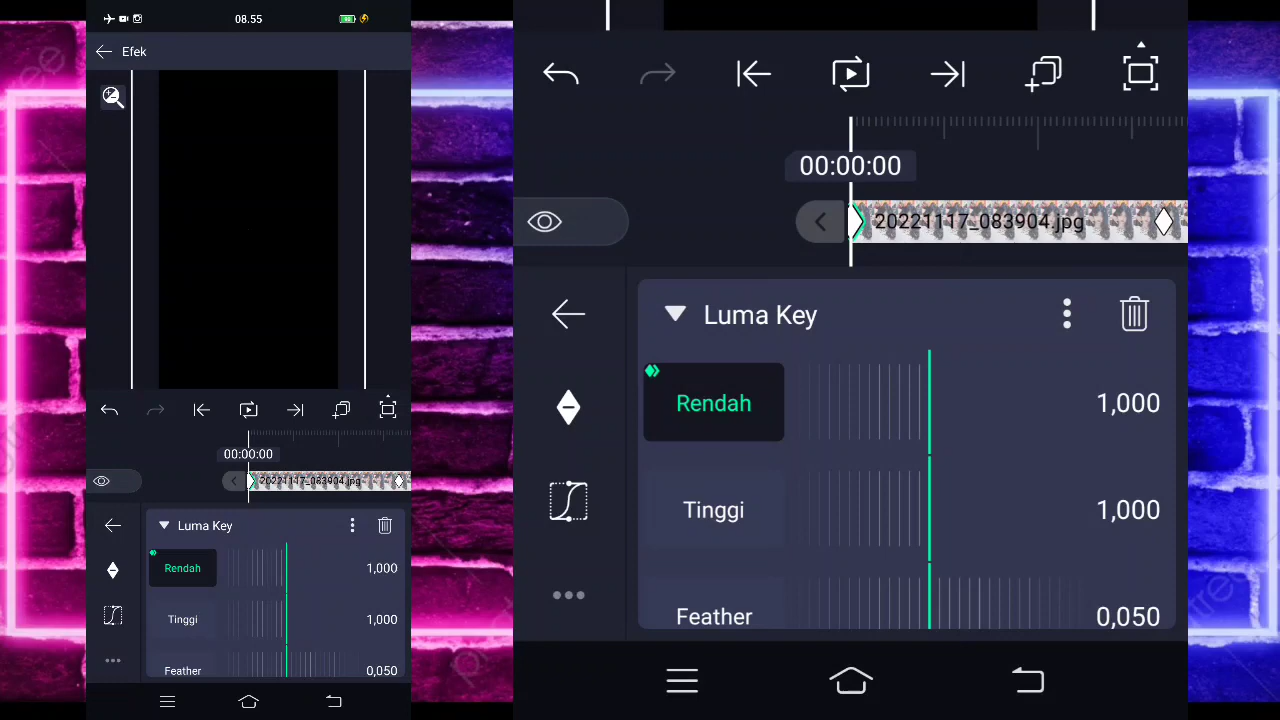 08.55
Efek
00:00:00
20221117_083904.jpg
Luma Key
Rendah
1,000
Tinggi
1,000
Feather
0,050
00:00:00
20221117_083904.jpg
Luma Key
Rendah
1,000
Tinggi
1,000
Feather
0,050